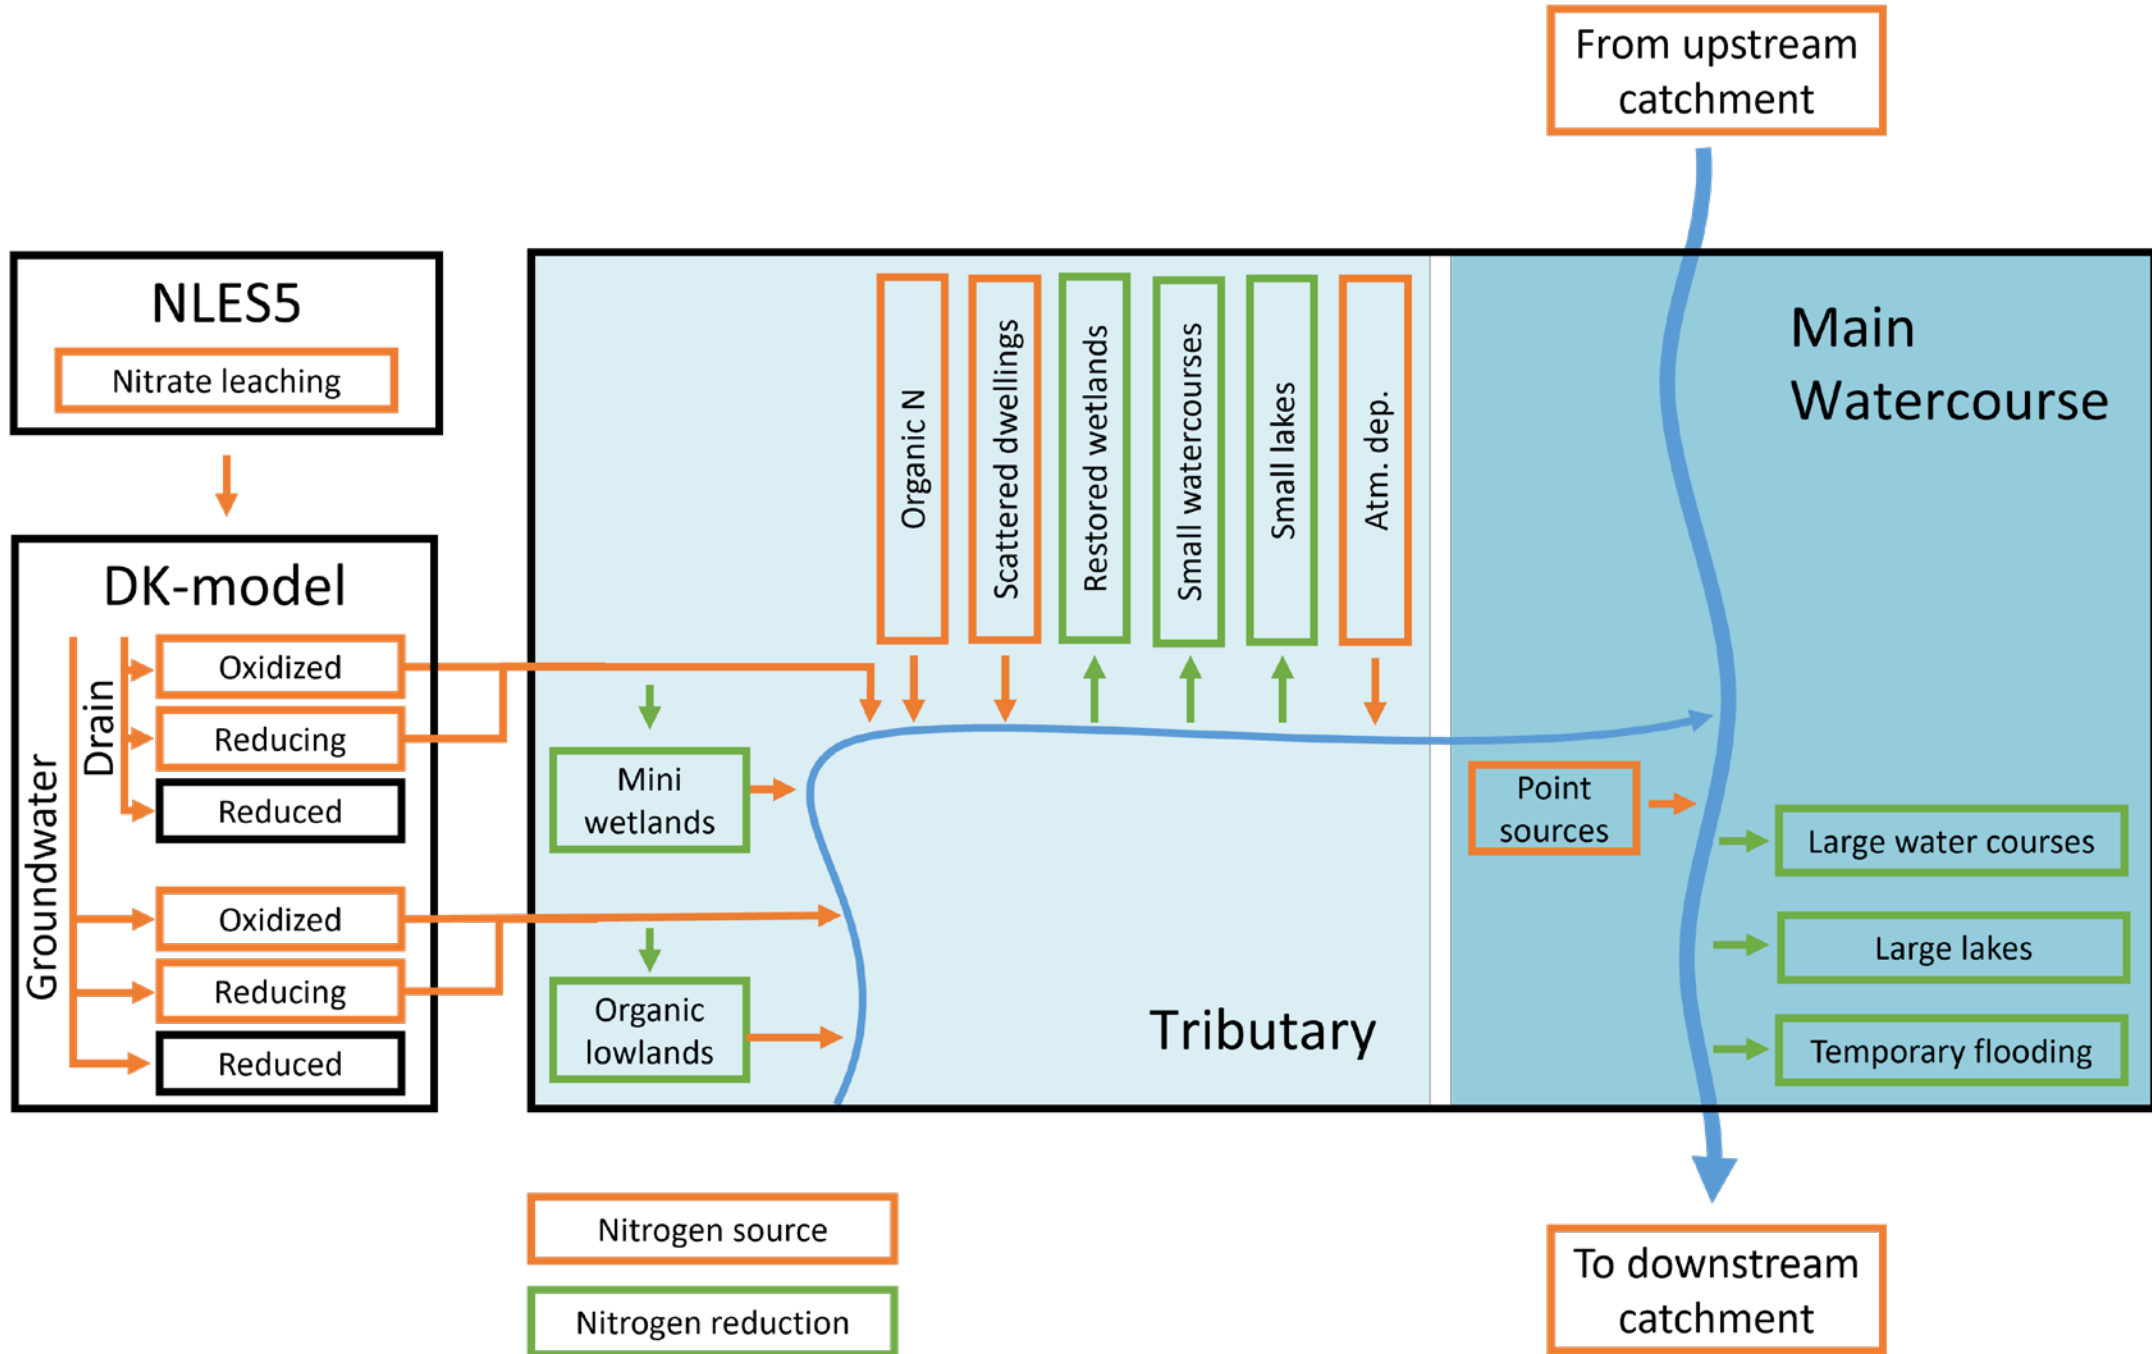 From upstream
catchment
NLES5
Nitrate leaching
DK-model
Groundwater
Drain
Oxidized
Reducing
Reduced
Oxidized
Reducing
Reduced
Organic N
Scattered dwellings
Restored wetlands
Small watercourses
Small lakes
Atm. dep.
Mini
wetlands
Organic
lowlands
Tributary
Main
Watercourse
Point
sources
Large water courses
Large lakes
Temporary flooding
Nitrogen source
Nitrogen reduction
To downstream
catchment